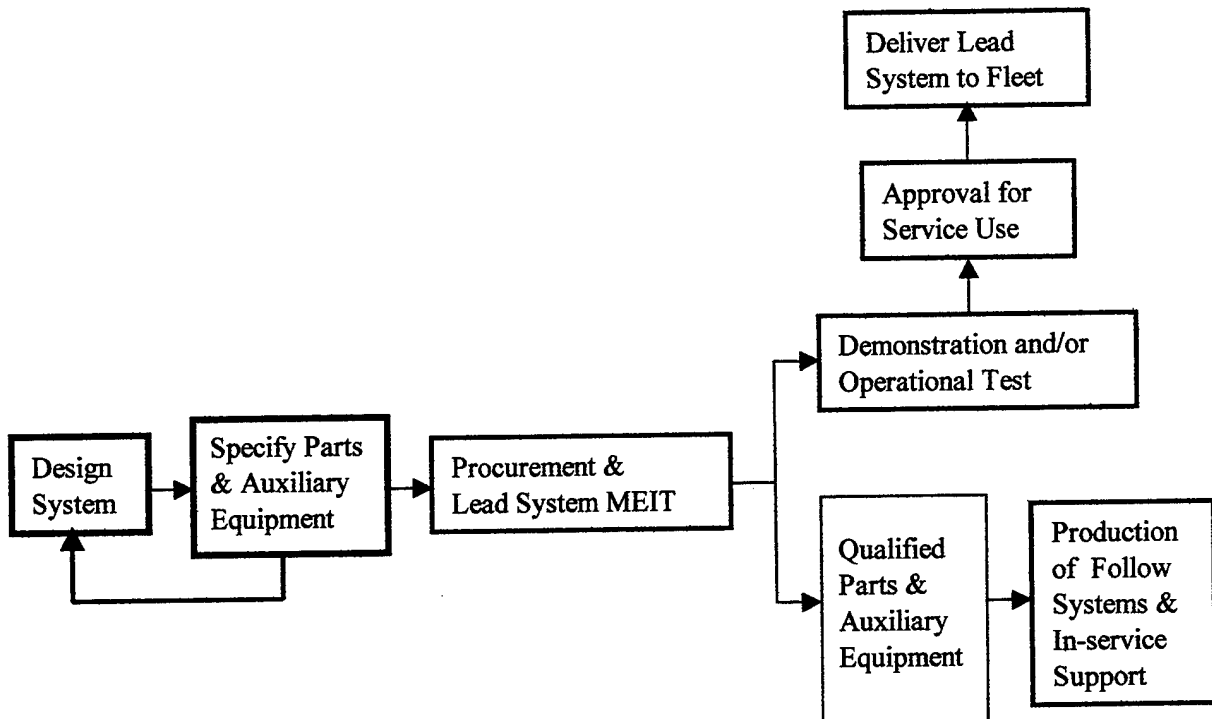 Deliver Lead
System to Fleet
Approval for
Service Use
Demonstration and/or
Operational Test
Design
System
Specify Parts
& Auxiliary
Equipment
Procurement &
Lead System MEIT
Qualified
Parts &
Auxiliary
Equipment
Production
of Follow
Systems &
In-service
Support